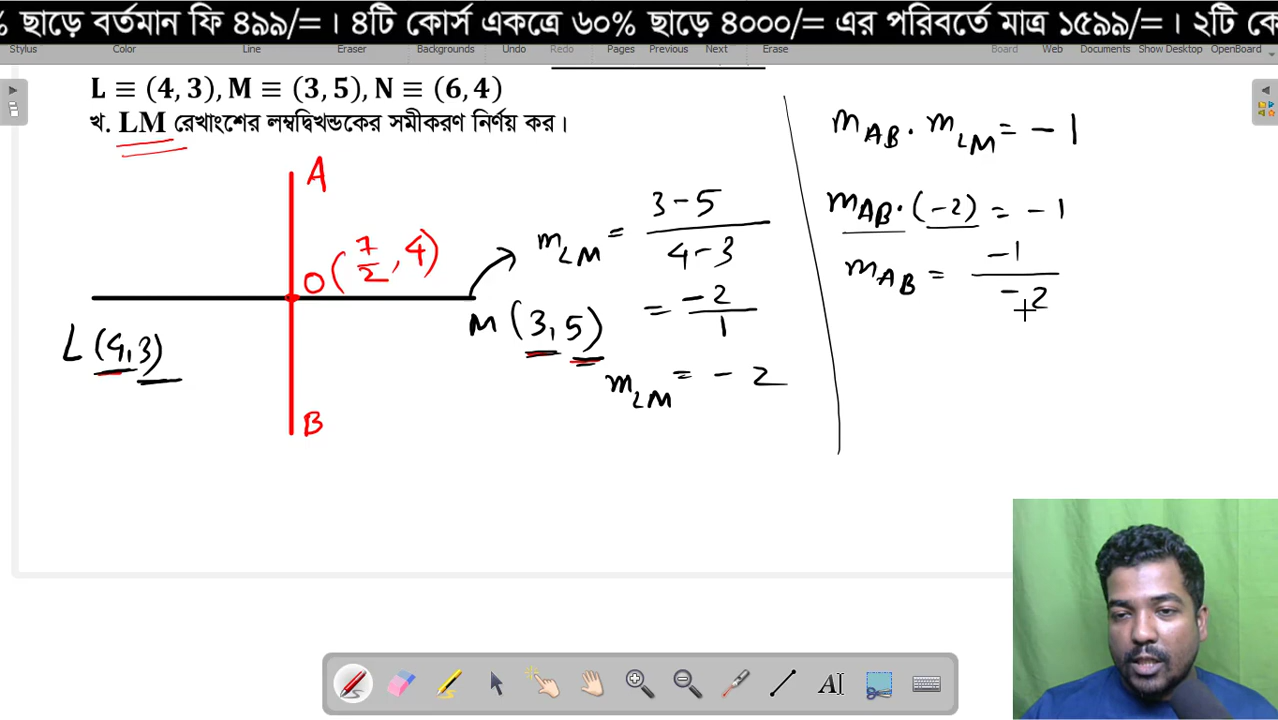 % ছাড়ে বর্তমান ফি ৪৯৯/=। ৪টি কোর্স একত্রে ৬০% ছাড়ে ৪০০০/= এর পরিবর্তে মাত্র ১৫৯৯/=। ২টি কো
Stylus Color Line Eraser Backgrounds Undo Redo Pages Previous Next Erase Board Web Documents Show Desktop OpenBoard
L ≡ (4, 3), M ≡ (3, 5), N ≡ (6, 4)
খ. LM রেখাংশের লম্বদ্বিখন্ডকের সমীকরণ নির্ণয় কর।
A
O (7/2, 4)
L (4, 3)
M (3, 5)
B
m_LM = (3-5)/(4-3)
= -2/1
m_LM = -2
m_AB · m_LM = -1
m_AB · (-2) = -1
m_AB = -1/-2